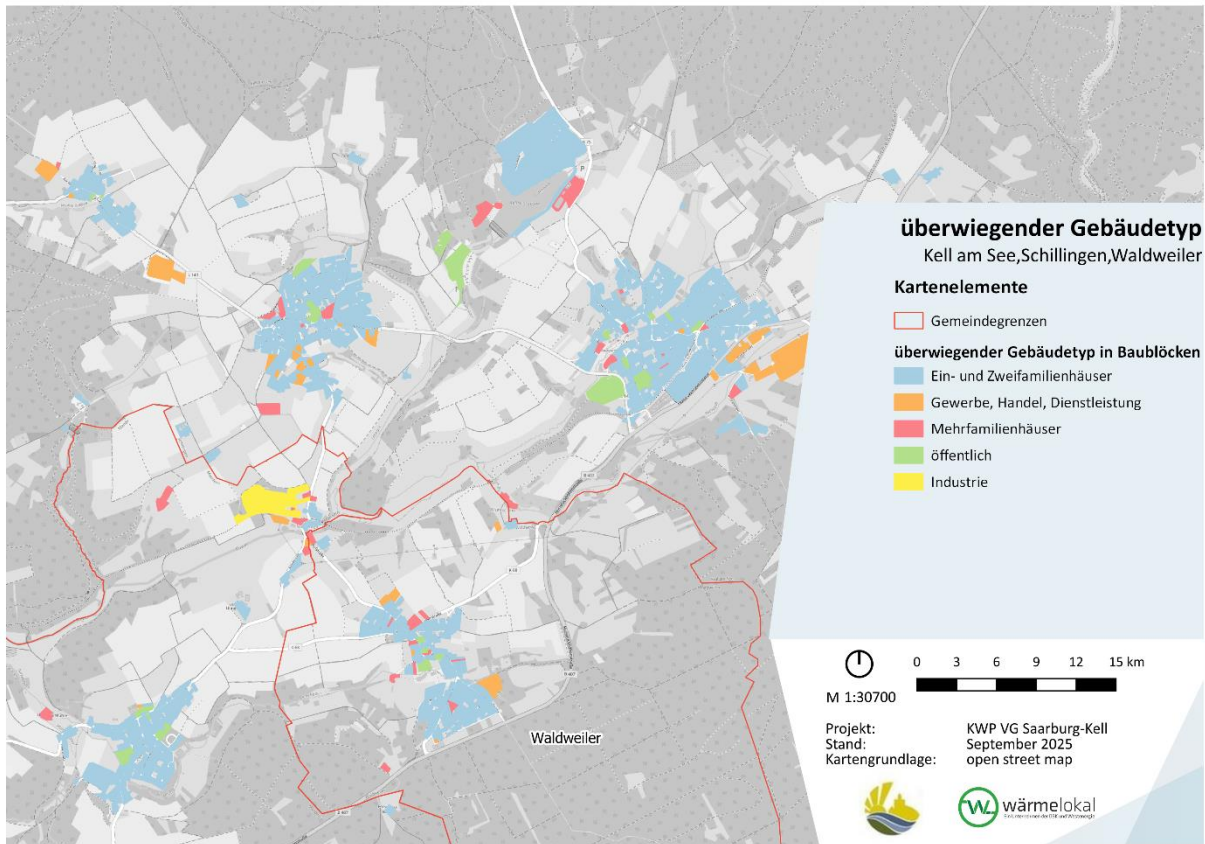 überwiegender Gebäudetyp
Kell am See,Schillingen,Waldweiler
Kartenelemente
Gemeindegrenzen
überwiegender Gebäudetyp in Baublöcken
Ein- und Zweifamilienhäuser
Gewerbe, Handel, Dienstleistung
Mehrfamilienhäuser
öffentlich
Industrie
Waldweiler
0 3 6 9 12 15 km
M 1:30700
Projekt: KWP VG Saarburg-Kell
Stand: September 2025
Kartengrundlage: open street map
wärmelokal